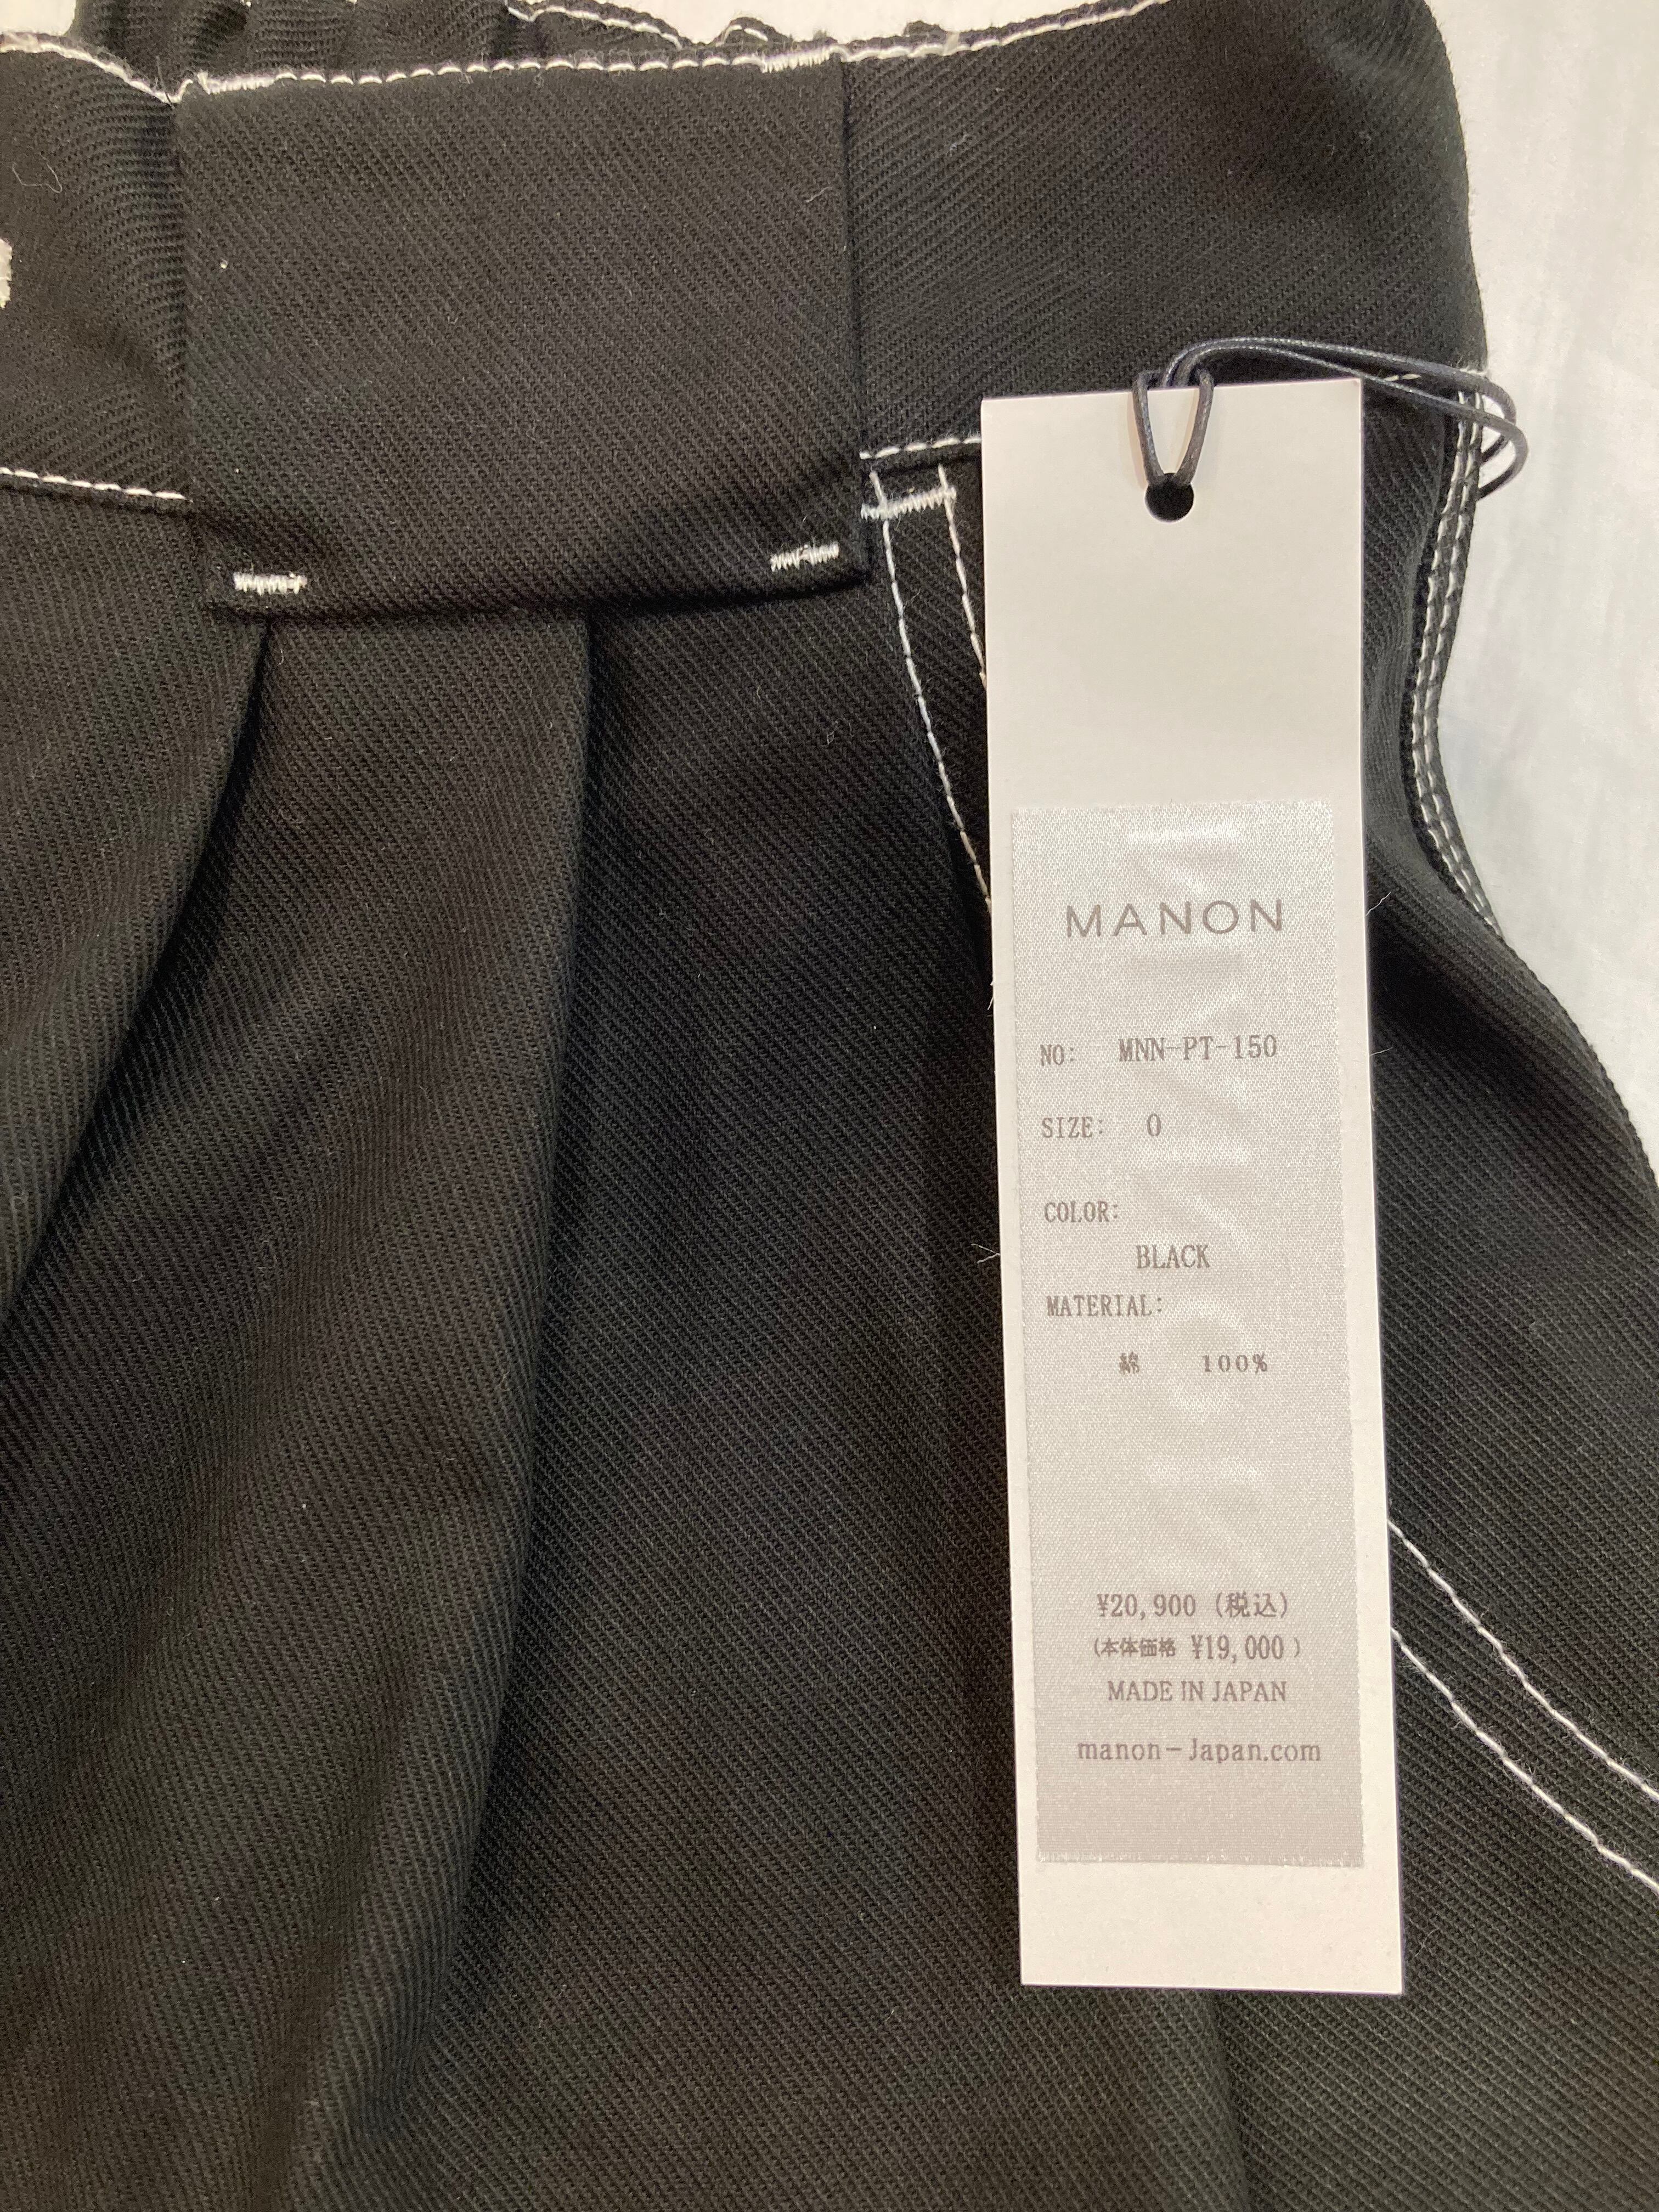 MANON
NO: MNN-PT-150
SIZE: 0
COLOR:
BLACK
MATERIAL:
綿 100%
¥20,900 (税込)
(本体価格 ¥19,000)
MADE IN JAPAN
manon-Japan.com